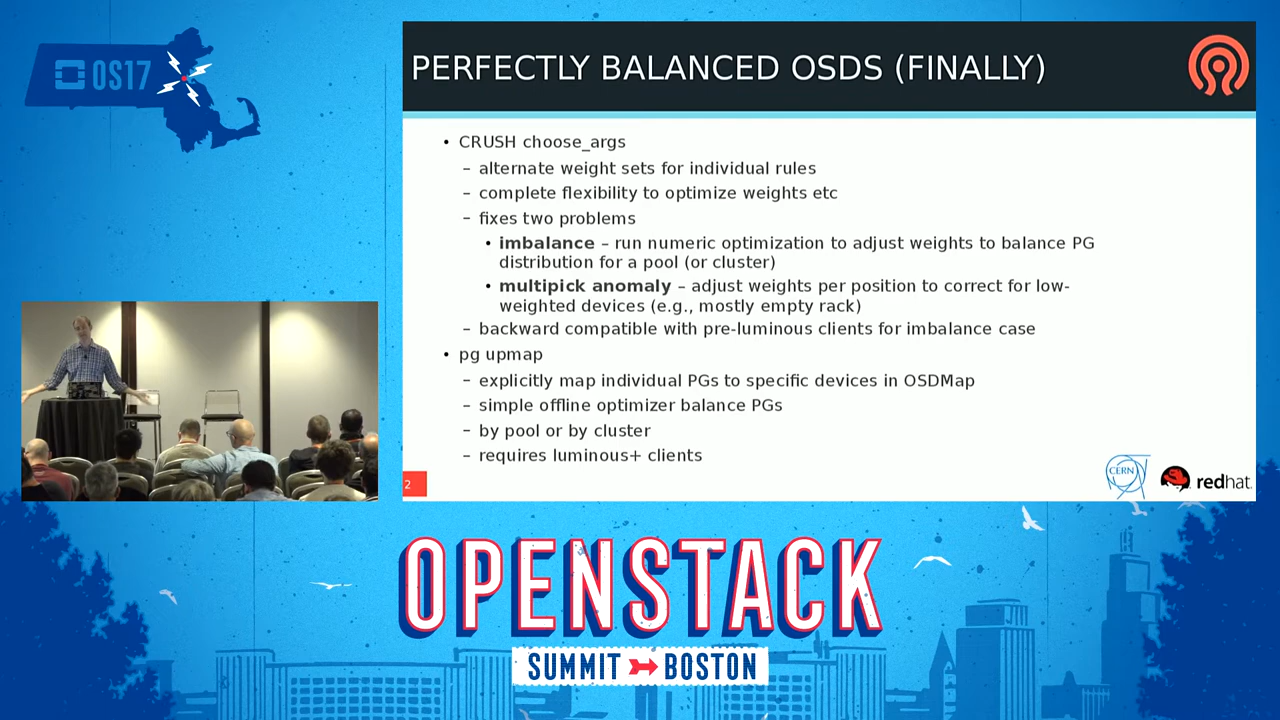 OS17
PERFECTLY BALANCED OSDS (FINALLY)
• CRUSH choose_args
– alternate weight sets for individual rules
– complete flexibility to optimize weights etc
– fixes two problems
• imbalance – run numeric optimization to adjust weights to balance PG
distribution for a pool (or cluster)
• multipick anomaly – adjust weights per position to correct for low-
weighted devices (e.g., mostly empty rack)
– backward compatible with pre-luminous clients for imbalance case
• pg upmap
– explicitly map individual PGs to specific devices in OSDMap
– simple offline optimizer balance PGs
– by pool or by cluster
– requires luminous+ clients
2
CERN
redhat.
OPENSTACK
SUMMIT BOSTON